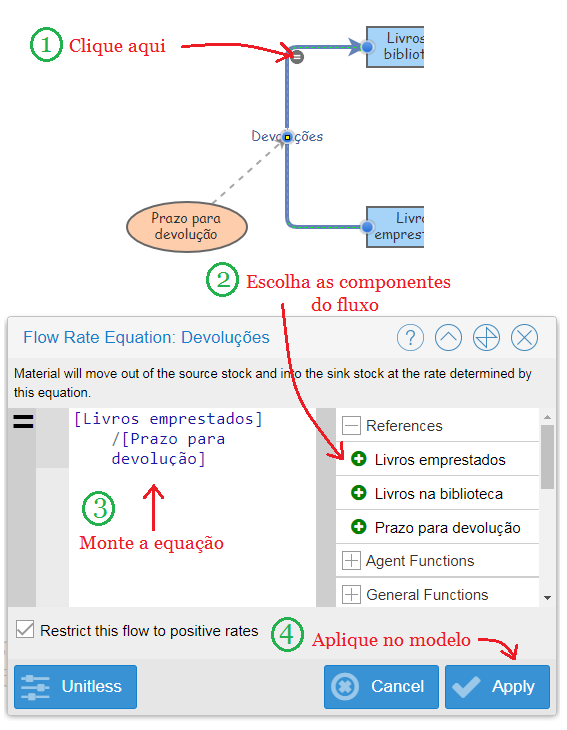 1 Clique aqui
Livros
bibliot
=
Devoluções
Prazo para
devolução
Livr
emprest
2 Escolha as componentes
do fluxo
Flow Rate Equation: Devoluções
?
Material will move out of the source stock and into the sink stock at the rate determined by
this equation.
=
[Livros emprestados]
/[Prazo para
devolução]
3
Monte a equação
References
Livros emprestados
Livros na biblioteca
Prazo para devolução
Agent Functions
General Functions
Restrict this flow to positive rates
4 Aplique no modelo
Unitless
Cancel
Apply